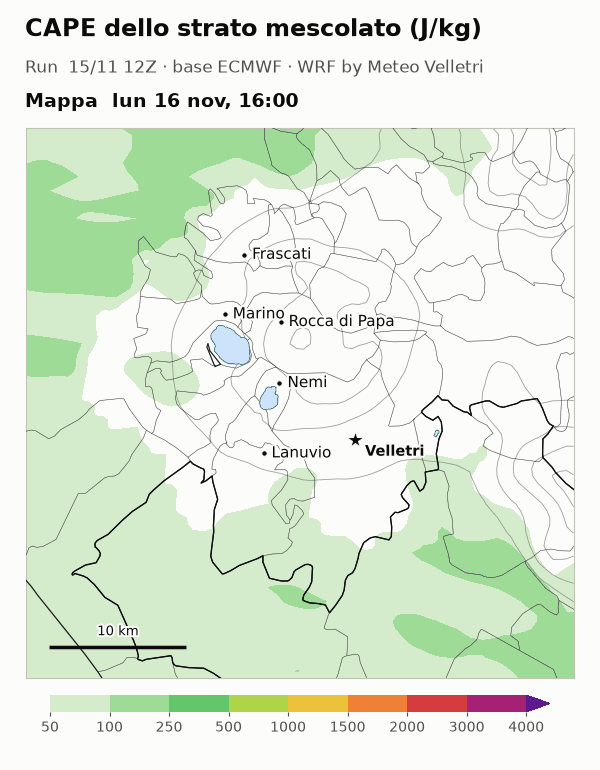 CAPE dello strato mescolato (J/kg)
Run 15/11 12Z · base ECMWF · WRF by Meteo Velletri
Mappa lun 16 nov, 16:00
Frascati
Marino
Rocca di Papa
Nemi
Velletri
Lanuvio
10 km
50 100 250 500 1000 1500 2000 3000 4000